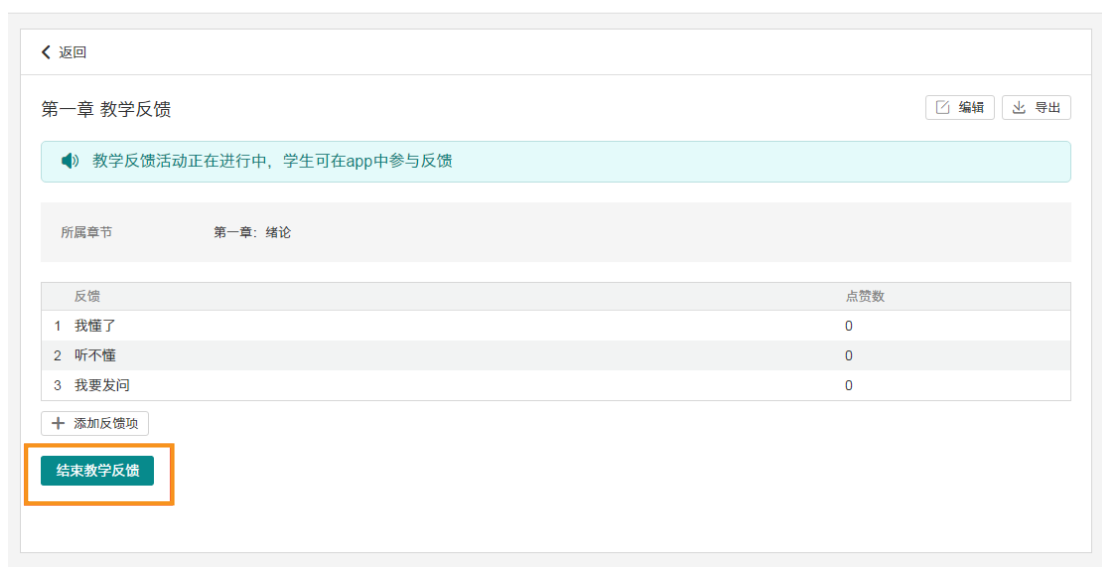 返回
第一章 教学反馈 编辑 导出
教学反馈活动正在进行中，学生可在app中参与反馈
所属章节 第一章：绪论
反馈 点赞数
1 我懂了 0
2 听不懂 0
3 我要发问 0
添加反馈项
结束教学反馈